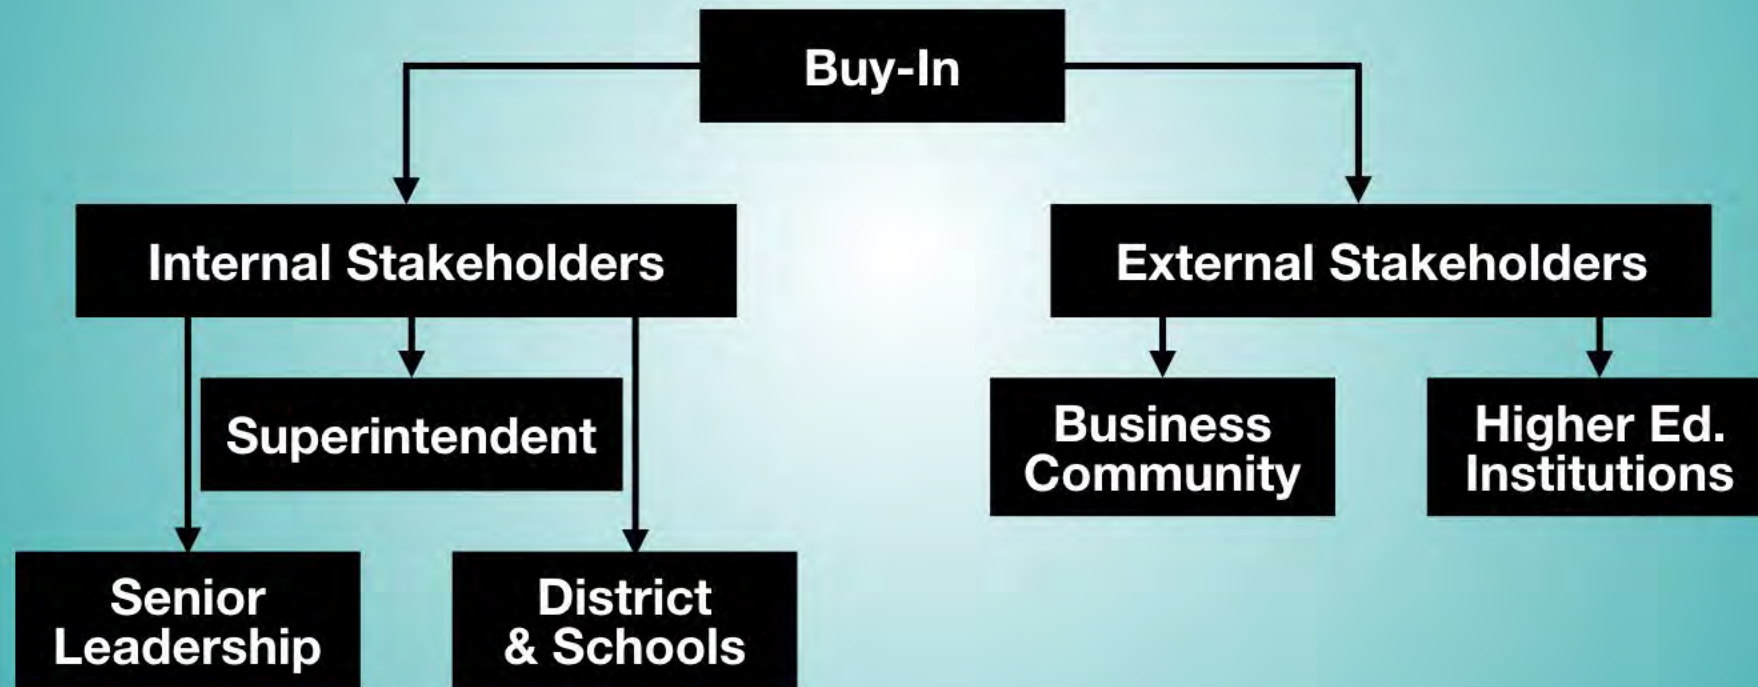 Buy-In
Internal Stakeholders
External Stakeholders
Superintendent
Business
Community
Higher Ed.
Institutions
Senior
Leadership
District
& Schools